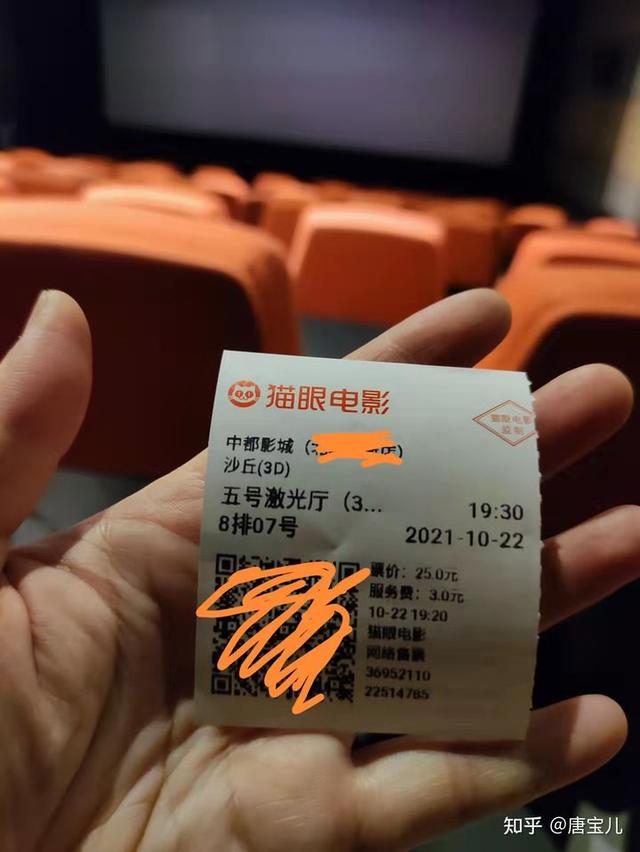 猫眼电影
猫眼电影
监制
中都影城（
沙丘(3D)
五号激光厅（3...
19:30
8排07号
2021-10-22
票价：25.0元
服务费：3.0元
10-22 19:20
猫眼电影
网络售票
36952110
22514785
知乎 @唐宝儿